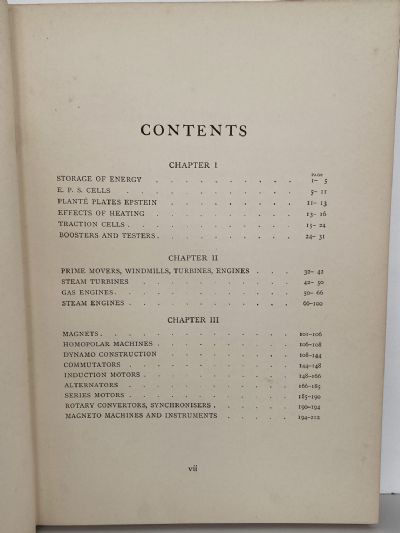 CONTENTS
CHAPTER I
PAGE
STORAGE OF ENERGY . . . . . . . . . . 1– 5
E. P. S. CELLS . . . . . . . . . . 5– 11
PLANTÉ PLATES EPSTEIN . . . . . . . . 11– 13
EFFECTS OF HEATING . . . . . . . . 13– 16
TRACTION CELLS . . . . . . . . . 15– 24
BOOSTERS AND TESTERS . . . . . . . . 24– 31
CHAPTER II
PRIME MOVERS, WINDMILLS, TURBINES, ENGINES . . . 32– 42
STEAM TURBINES . . . . . . . . . 42– 50
GAS ENGINES . . . . . . . . . . 50– 66
STEAM ENGINES . . . . . . . . . 66–100
CHAPTER III
MAGNETS . . . . . . . . . . . 101–106
HOMOPOLAR MACHINES . . . . . . . . 106–108
DYNAMO CONSTRUCTION . . . . . . . . 108–144
COMMUTATORS . . . . . . . . . . 144–148
INDUCTION MOTORS . . . . . . . . . 148–166
ALTERNATORS . . . . . . . . . . 166–185
SERIES MOTORS . . . . . . . . . 185–190
ROTARY CONVERTORS, SYNCHRONISERS . . . . . 190–194
MAGNETO MACHINES AND INSTRUMENTS . . . . . 194–212
vii